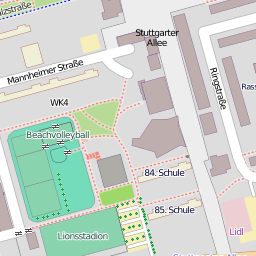 Stuttgarter
Allee
Mannheimer Straße
Ringstraße
WK4
Beachvolleyball
84. Schule
85. Schule
Lidl
Lionsstadion